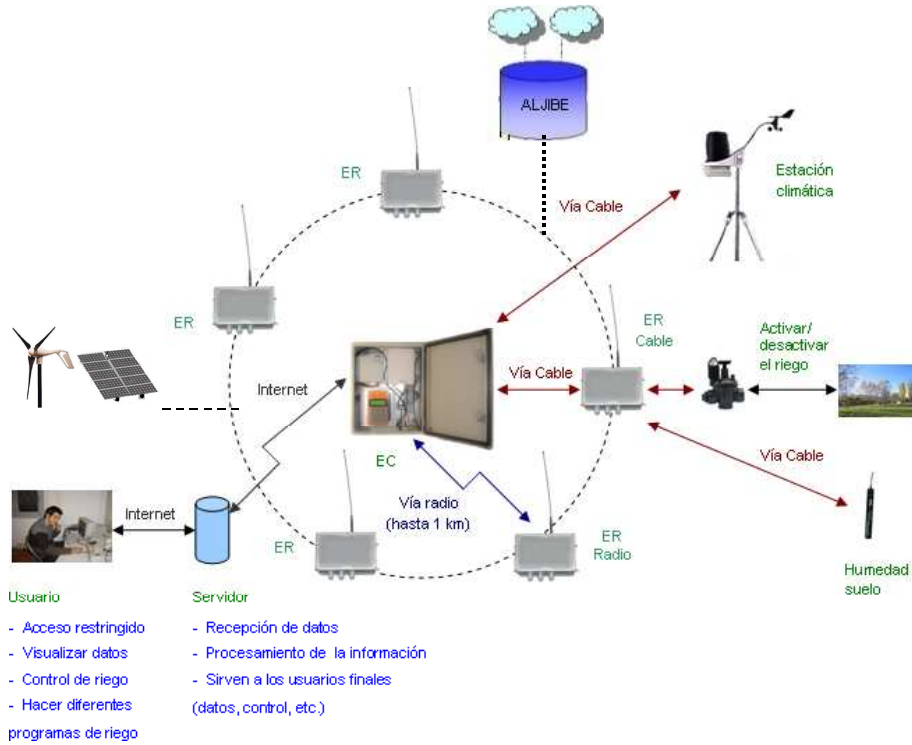 ALJIBE
ER
Estación
climática
Vía Cable
ER
ER
Cable
Activar/
desactivar
el riego
Internet
Vía Cable
EC
Vía Cable
Vía radio
(hasta 1 km)
Internet
ER
ER
Radio
Humedad
suelo
Usuario
- Acceso restringido
- Visualizar datos
- Control de riego
- Hacer diferentes
programas de riego
Servidor
- Recepción de datos
- Procesamiento de la información
- Sirven a los usuarios finales
(datos, control, etc.)